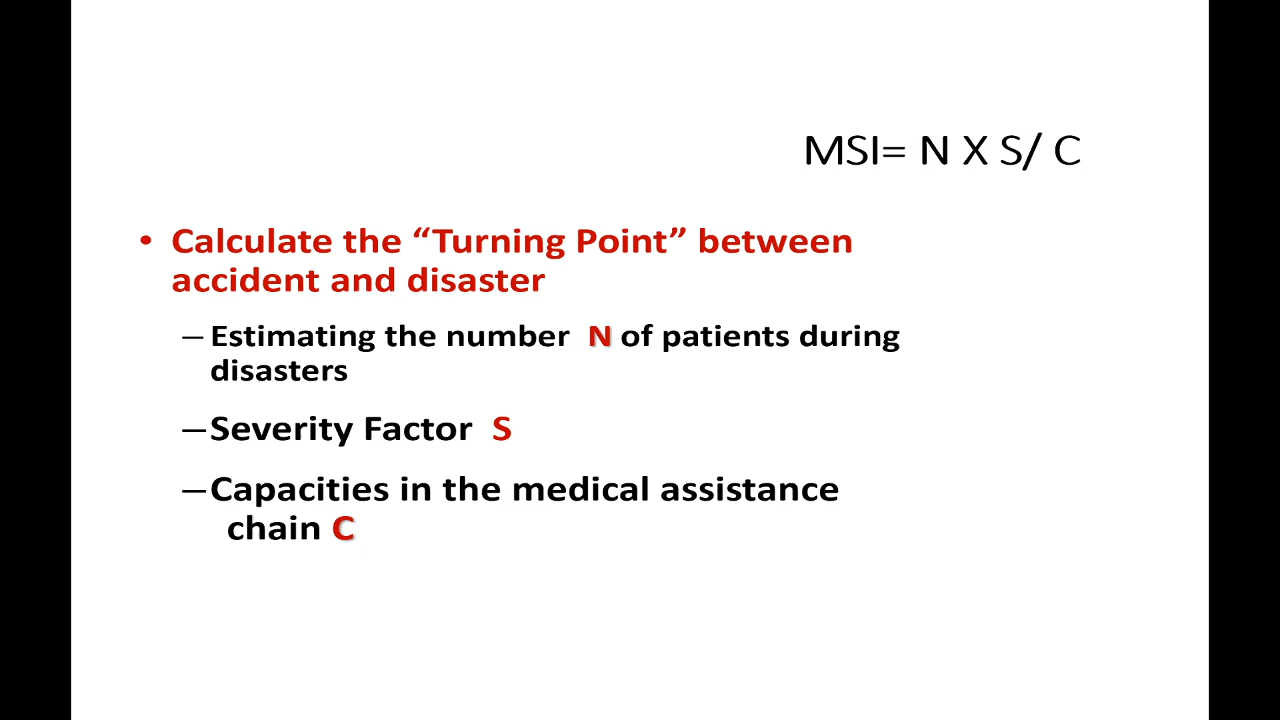 MSI= N X S/ C
• Calculate the “Turning Point” between
accident and disaster
– Estimating the number N of patients during
disasters
– Severity Factor S
– Capacities in the medical assistance
chain C